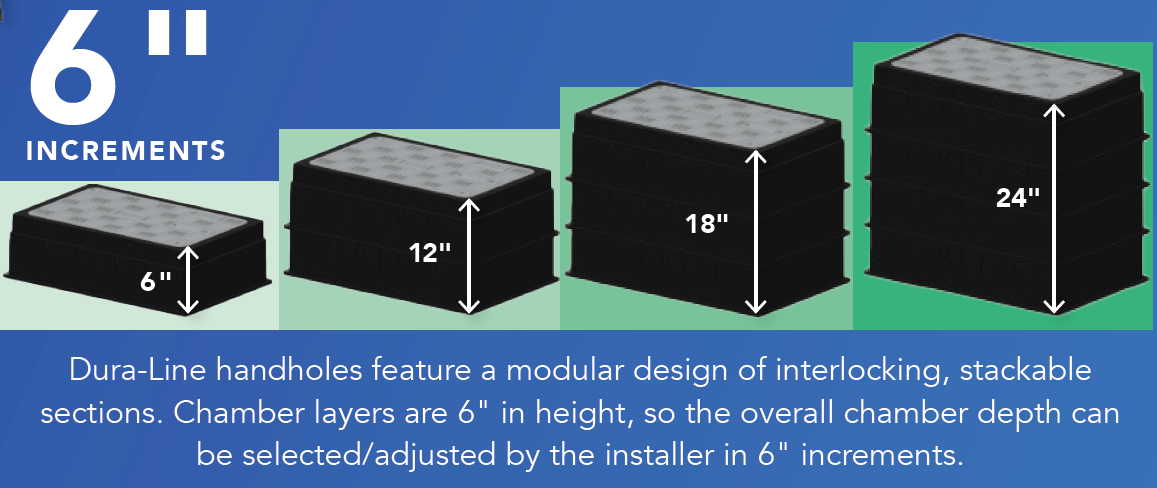 6"
INCREMENTS
6"
12"
18"
24"
Dura-Line handholes feature a modular design of interlocking, stackable
sections. Chamber layers are 6" in height, so the overall chamber depth can
be selected/adjusted by the installer in 6" increments.